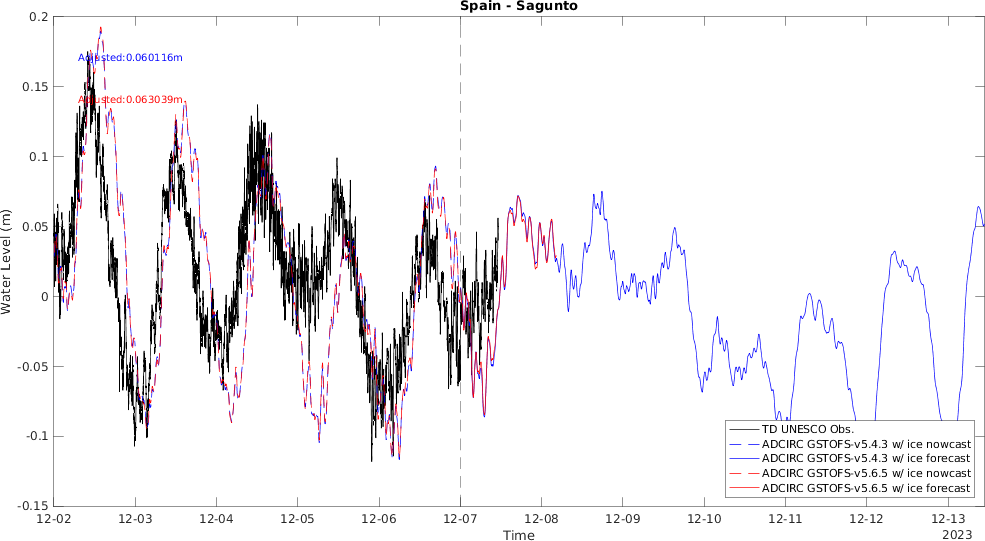 Spain - Sagunto
0.2
0.15
0.1
0.05
0
-0.05
-0.1
-0.15
Water Level (m)
Adjusted:0.060116m
Adjusted:0.063039m
TD UNESCO Obs.
ADCIRC GSTOFS-v5.4.3 w/ ice nowcast
ADCIRC GSTOFS-v5.4.3 w/ ice forecast
ADCIRC GSTOFS-v5.6.5 w/ ice nowcast
ADCIRC GSTOFS-v5.6.5 w/ ice forecast
12-02 12-03 12-04 12-05 12-06 12-07 12-08 12-09 12-10 12-11 12-12 12-13
Time
2023